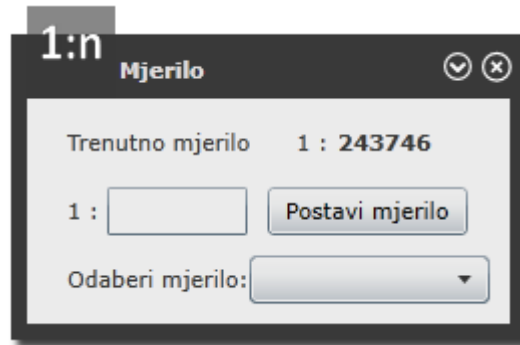 1:n
Mjerilo
Trenutno mjerilo 1 : 243746
1 : Postavi mjerilo
Odaberi mjerilo: